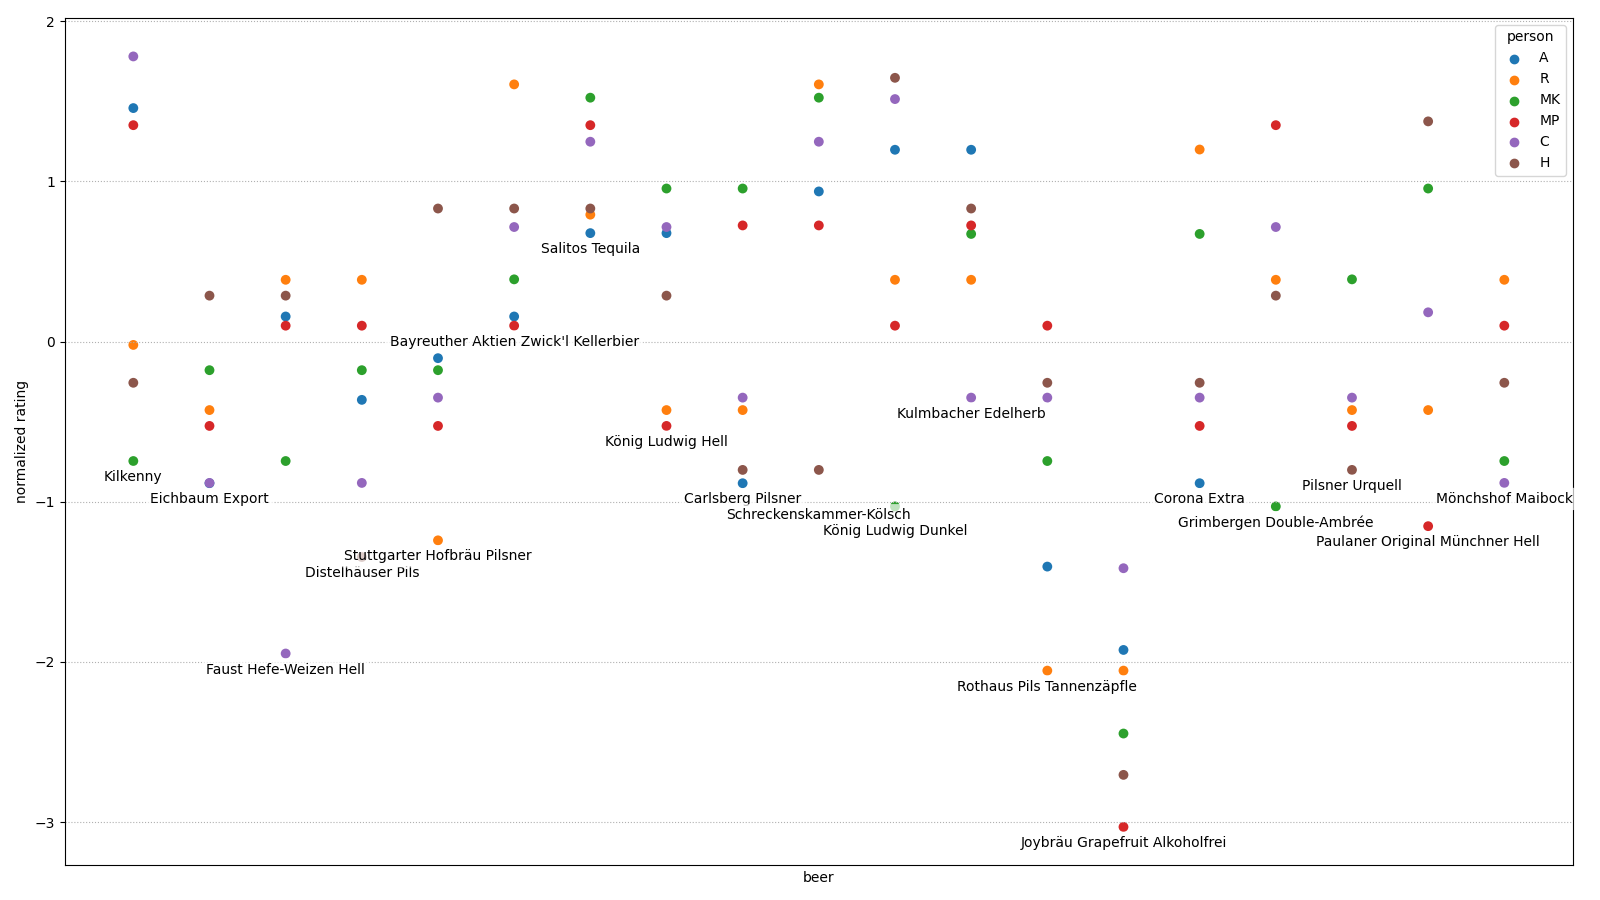 2
person
A
R
MK
MP
C
H
1
Salitos Tequila
0
Bayreuther Aktien Zwick'l Kellerbier
normalized rating
Kulmbacher Edelherb
König Ludwig Hell
Kilkenny
Pilsner Urquell
−1
Eichbaum Export
Carlsberg Pilsner
Corona Extra
Mönchshof Maibock
Schreckenskammer-Kölsch
Grimbergen Double-Ambrée
König Ludwig Dunkel
Paulaner Original Münchner Hell
Stuttgarter Hofbräu Pilsner
Distelhäuser Pils
−2
Faust Hefe-Weizen Hell
Rothaus Pils Tannenzäpfle
−3
Joybräu Grapefruit Alkoholfrei
beer